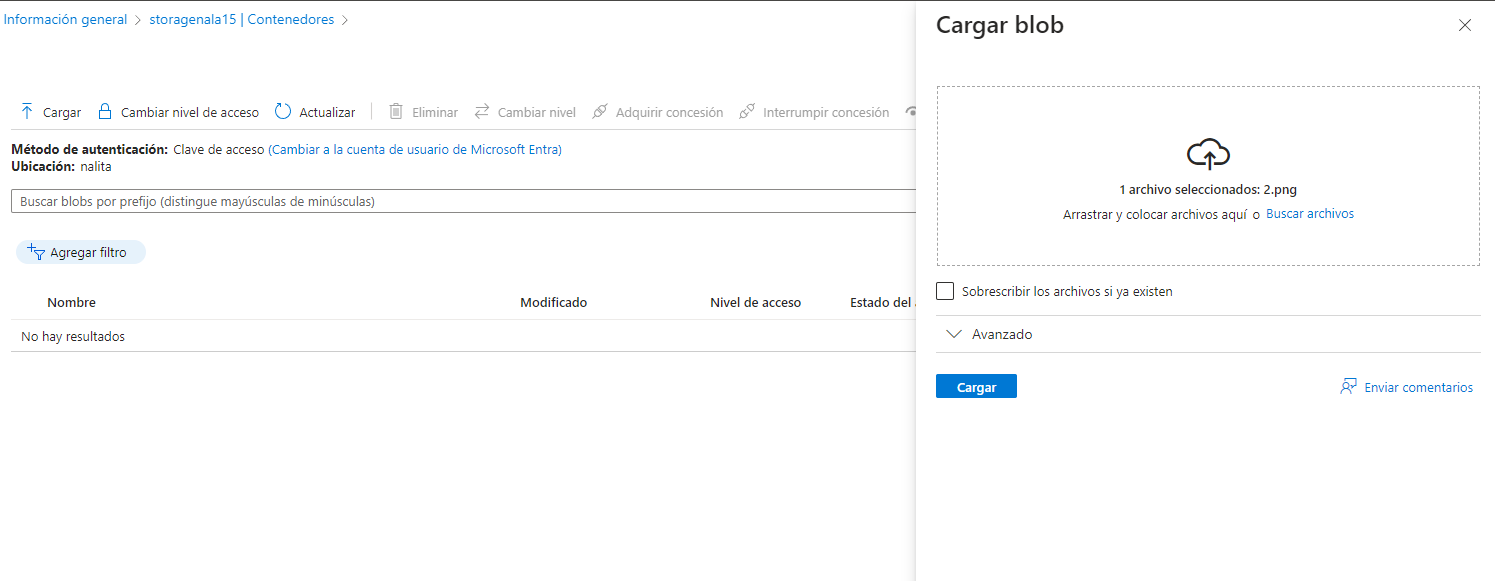 Información general > storagenala15 | Contenedores >
Cargar Cambiar nivel de acceso Actualizar Eliminar Cambiar nivel Adquirir concesión Interrumpir concesión
Método de autenticación: Clave de acceso (Cambiar a la cuenta de usuario de Microsoft Entra)
Ubicación: nalita
Buscar blobs por prefijo (distingue mayúsculas de minúsculas)
Agregar filtro
Nombre Modificado Nivel de acceso Estado del
No hay resultados
Cargar blob
1 archivo seleccionados: 2.png
Arrastrar y colocar archivos aquí o Buscar archivos
Sobrescribir los archivos si ya existen
Avanzado
Cargar Enviar comentarios